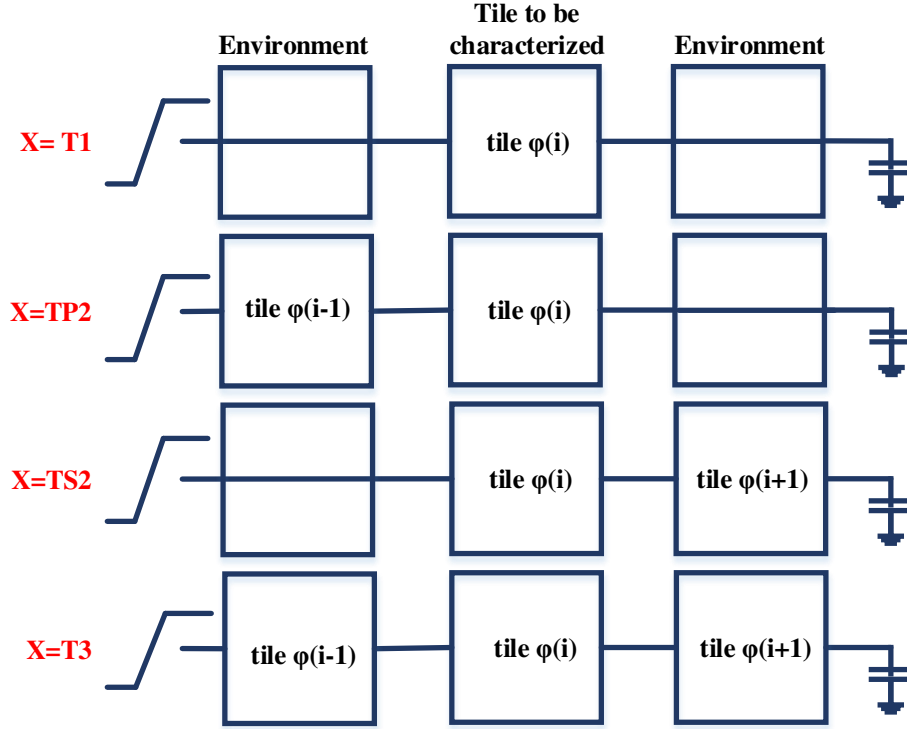 Tile to be
Environment characterized Environment
X= T1
tile φ(i)
X=TP2
tile φ(i-1)
tile φ(i)
X=TS2
tile φ(i)
tile φ(i+1)
X=T3
tile φ(i-1)
tile φ(i)
tile φ(i+1)